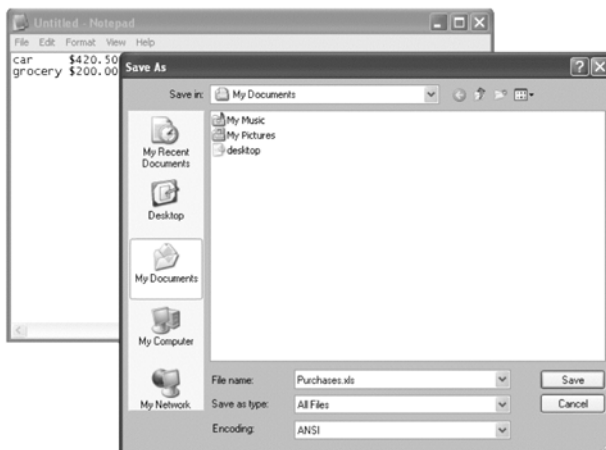 Untitled - Notepad
File Edit Format View Help
car $420.50
grocery $200.00
Save As
Save in: My Documents
My Recent Documents
Desktop
My Documents
My Computer
My Network
My Music
My Pictures
desktop
File name: Purchases.xls
Save as type: All Files
Encoding: ANSI
Save
Cancel